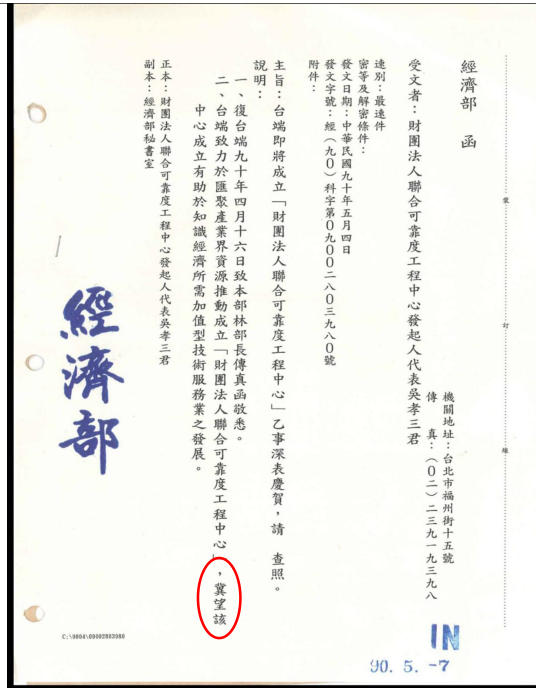 經濟部　函
機關地址：台北市福州街十五號
傳　　真：（０二）二三九一九三九八
受文者：財團法人聯合可靠度工程中心發起人代表吳孝三君
速別：最速件
密等及解密條件：
發文日期：中華民國九十年五月四日
發文字號：經（九０）科字第０九００二八０三九八０號
附件：
主旨：台端即將成立「財團法人聯合可靠度工程中心」乙事深表慶賀，請　查照。
說明：
一、復台端九十年四月十六日致本部林部長傳真函敬悉。
二、台端致力於匯聚產業界資源推動成立「財團法人聯合可靠度工程中心」，冀望該
中心成立有助於知識經濟所需加值型技術服務業之發展。
正本：財團法人聯合可靠度工程中心發起人代表吳孝三君
副本：經濟部秘書室
經濟部
裝
訂
線
C:\9004\09002803980
IN
90. 5. -7